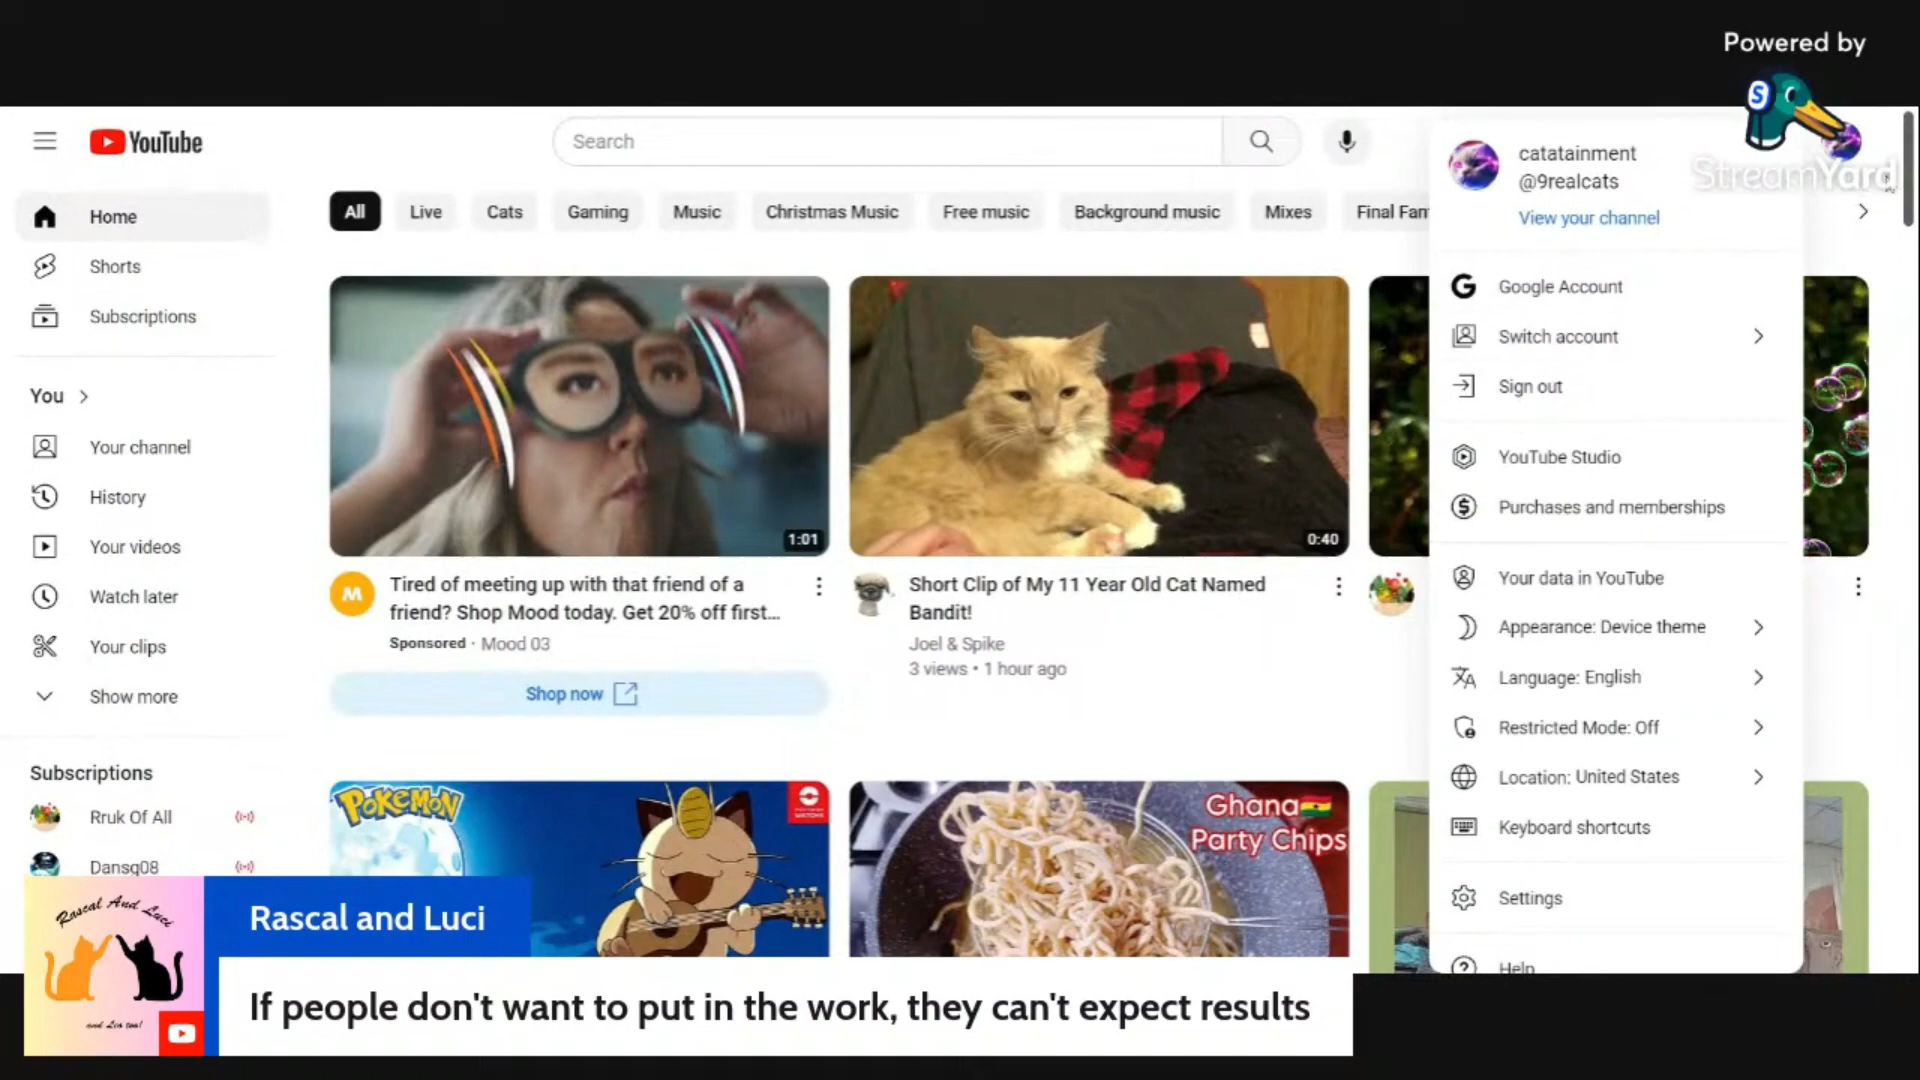 Powered by
StreamYard
YouTube
Search
catatainment
@9realcats
View your channel
Home
Shorts
Subscriptions
All
Live
Cats
Gaming
Music
Christmas Music
Free music
Background music
Mixes
Final Fan
Google Account
Switch account
Sign out
YouTube Studio
Purchases and memberships
Your data in YouTube
Appearance: Device theme
Language: English
Restricted Mode: Off
Location: United States
Keyboard shortcuts
Settings
Help
You
Your channel
History
Your videos
Watch later
Your clips
Show more
Subscriptions
Rruk Of All
Dansg08
1:01
M
Tired of meeting up with that friend of a
friend? Shop Mood today. Get 20% off first...
Sponsored · Mood 03
Shop now
0:40
Short Clip of My 11 Year Old Cat Named
Bandit!
Joel & Spike
3 views • 1 hour ago
POKéMON
Ghana
Party Chips
Rascal And Luci
and Leo too!
Rascal and Luci
If people don't want to put in the work, they can't expect results